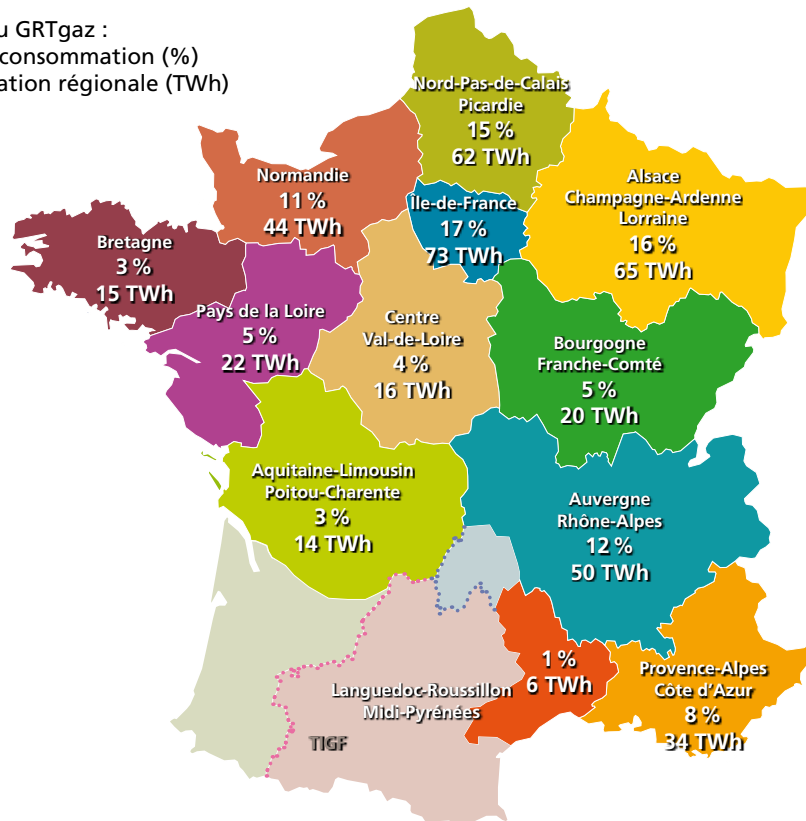 u GRTgaz :
consommation (%)
ation régionale (TWh)
Nord-Pas-de-Calais
Picardie
15 %
62 TWh
Normandie
11 %
44 TWh
Île-de-France
17 %
73 TWh
Alsace
Champagne-Ardenne
Lorraine
16 %
65 TWh
Bretagne
3 %
15 TWh
Pays de la Loire
5 %
22 TWh
Centre
Val-de-Loire
4 %
16 TWh
Bourgogne
Franche-Comté
5 %
20 TWh
Aquitaine-Limousin
Poitou-Charente
3 %
14 TWh
Auvergne
Rhône-Alpes
12 %
50 TWh
1 %
6 TWh
Languedoc-Roussillon
Midi-Pyrénées
Provence-Alpes
Côte d'Azur
8 %
34 TWh
TIGF